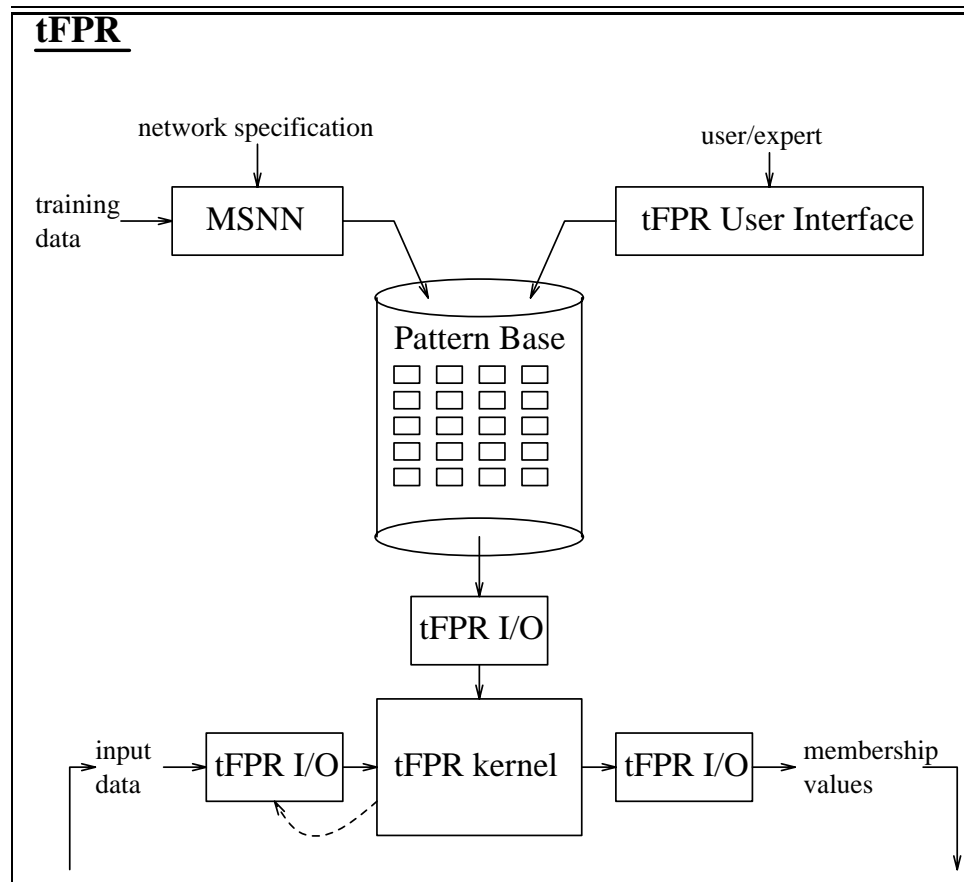 tFPR
network specification
user/expert
training
data
MSNN
tFPR User Interface
Pattern Base
tFPR I/O
input
data
tFPR I/O
tFPR kernel
tFPR I/O
membership
values